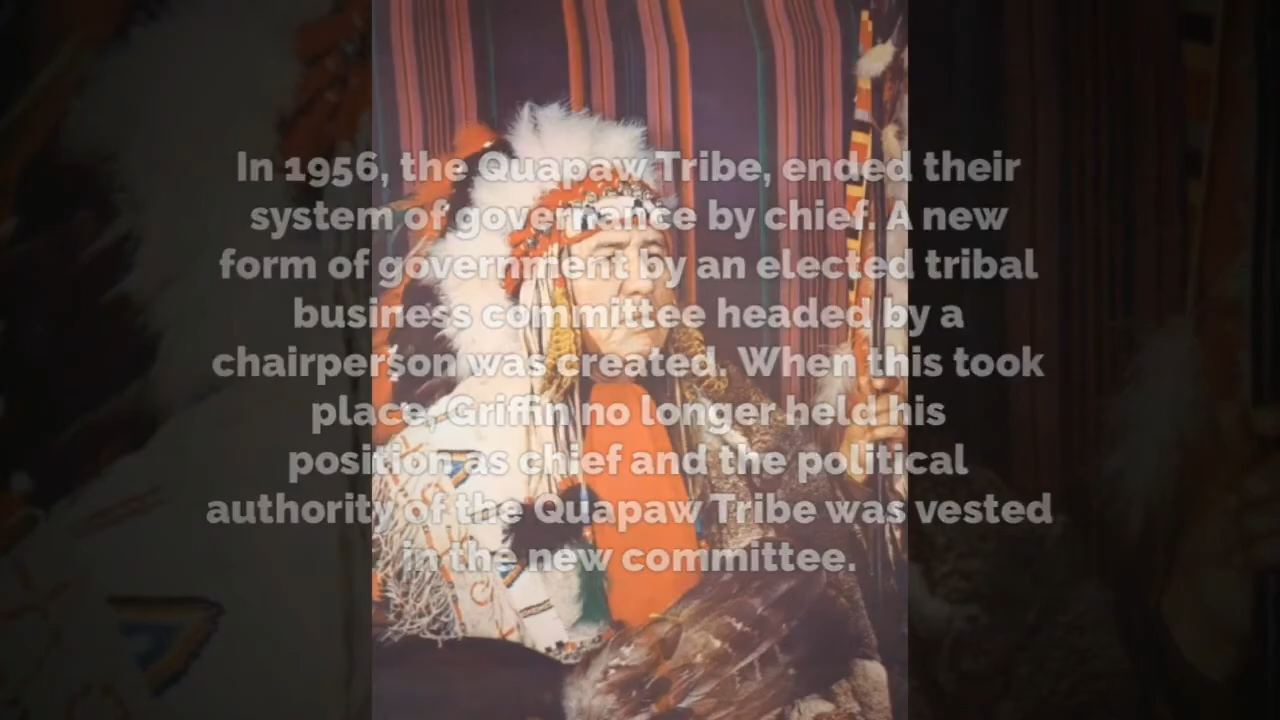 In 1956, the Quapaw Tribe, ended their
system of governance by chief. A new
form of government by an elected tribal
business committee headed by a
chairperson was created. When this took
place, Griffin no longer held his
position as chief and the political
authority of the Quapaw Tribe was vested
in the new committee.